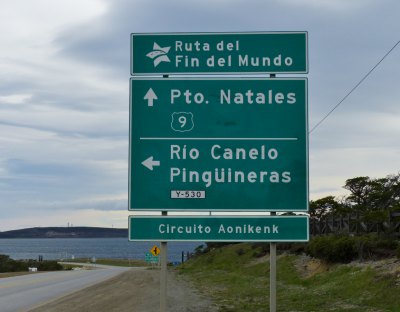 Ruta del
Fin del Mundo
Pto. Natales
9
Río Canelo
Pingüineras
Y-530
Circuito Aonikenk